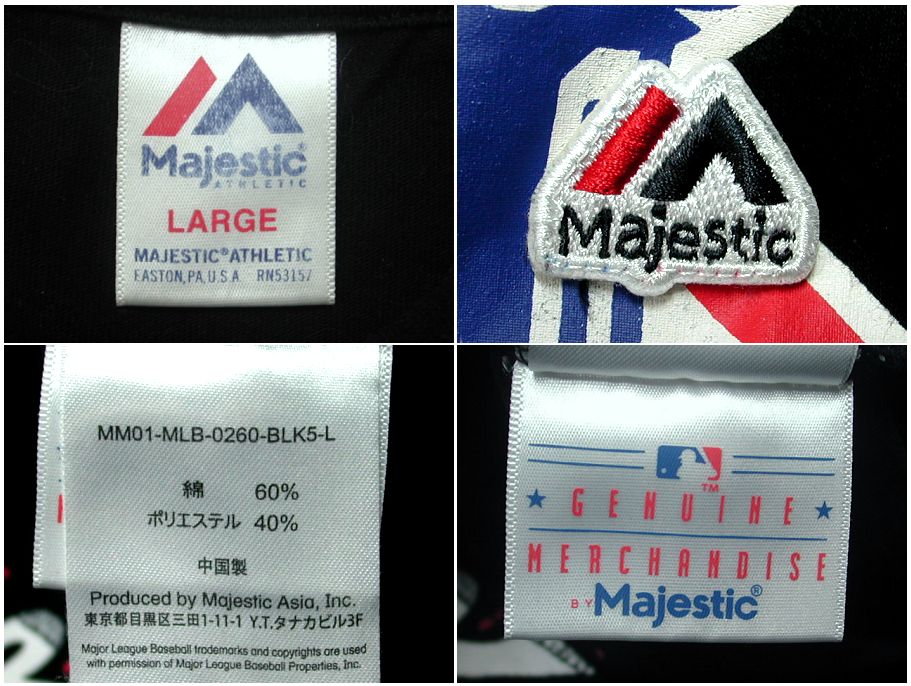 Majestic®
ATHLETIC
LARGE
MAJESTIC®ATHLETIC
EASTON, PA, U.S.A RN53157
Majestic
MM01-MLB-0260-BLK5-L
綿 60%
ポリエステル 40%
中国製
Produced by Majestic Asia, Inc.
東京都目黒区三田1-11-1 Y.T.タナカビル3F
Major League Baseball trademarks and copyrights are used
with permission of Major League Baseball Properties, Inc.
TM
GENUINE
MERCHANDISE
BY Majestic®